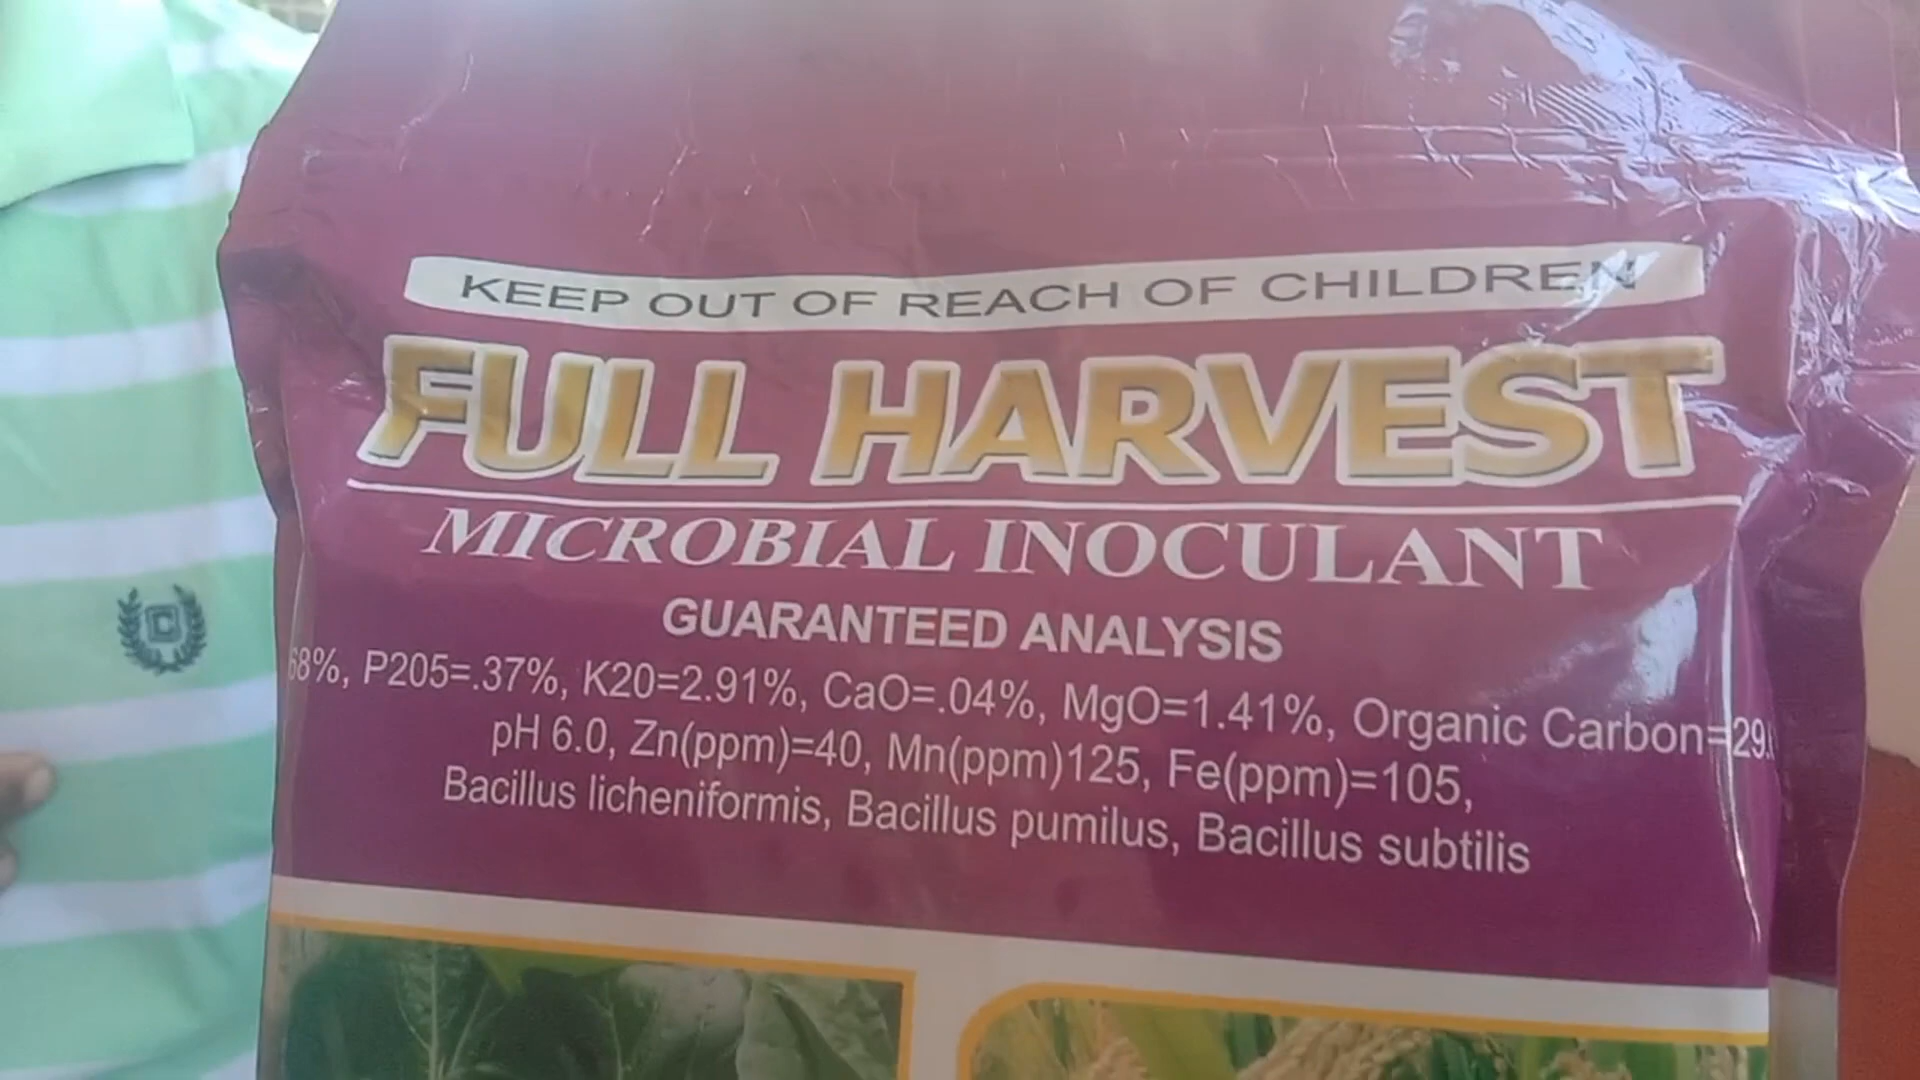 KEEP OUT OF REACH OF CHILDREN
FULL HARVEST
MICROBIAL INOCULANT
GUARANTEED ANALYSIS
68%, P205=.37%, K20=2.91%, CaO=.04%, MgO=1.41%, Organic Carbon=29.
pH 6.0, Zn(ppm)=40, Mn(ppm)125, Fe(ppm)=105,
Bacillus licheniformis, Bacillus pumilus, Bacillus subtilis
C